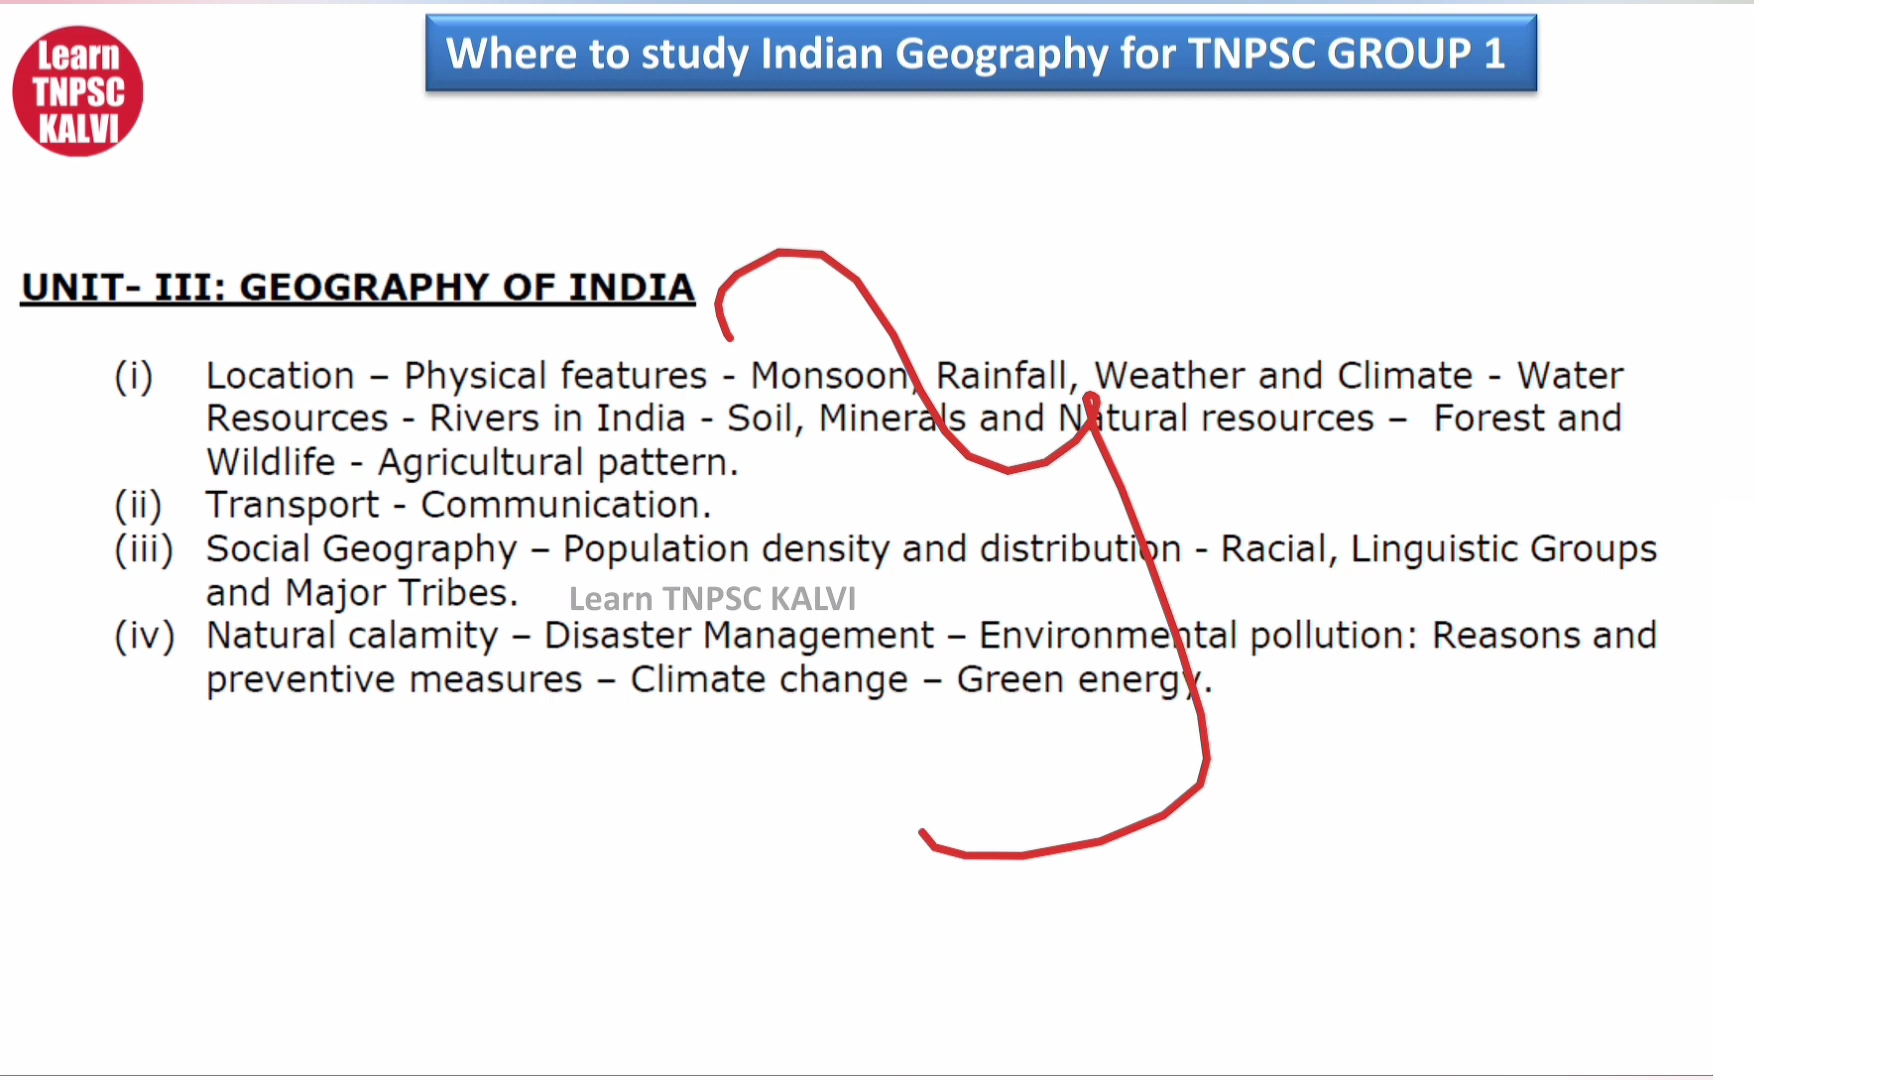 Learn
TNPSC
KALVI
Where to study Indian Geography for TNPSC GROUP 1
UNIT- III: GEOGRAPHY OF INDIA
(i) Location – Physical features - Monsoon, Rainfall, Weather and Climate - Water
Resources - Rivers in India - Soil, Minerals and Natural resources – Forest and
Wildlife - Agricultural pattern.
(ii) Transport - Communication.
(iii) Social Geography – Population density and distribution - Racial, Linguistic Groups
and Major Tribes.
Learn TNPSC KALVI
(iv) Natural calamity – Disaster Management – Environmental pollution: Reasons and
preventive measures – Climate change – Green energy.